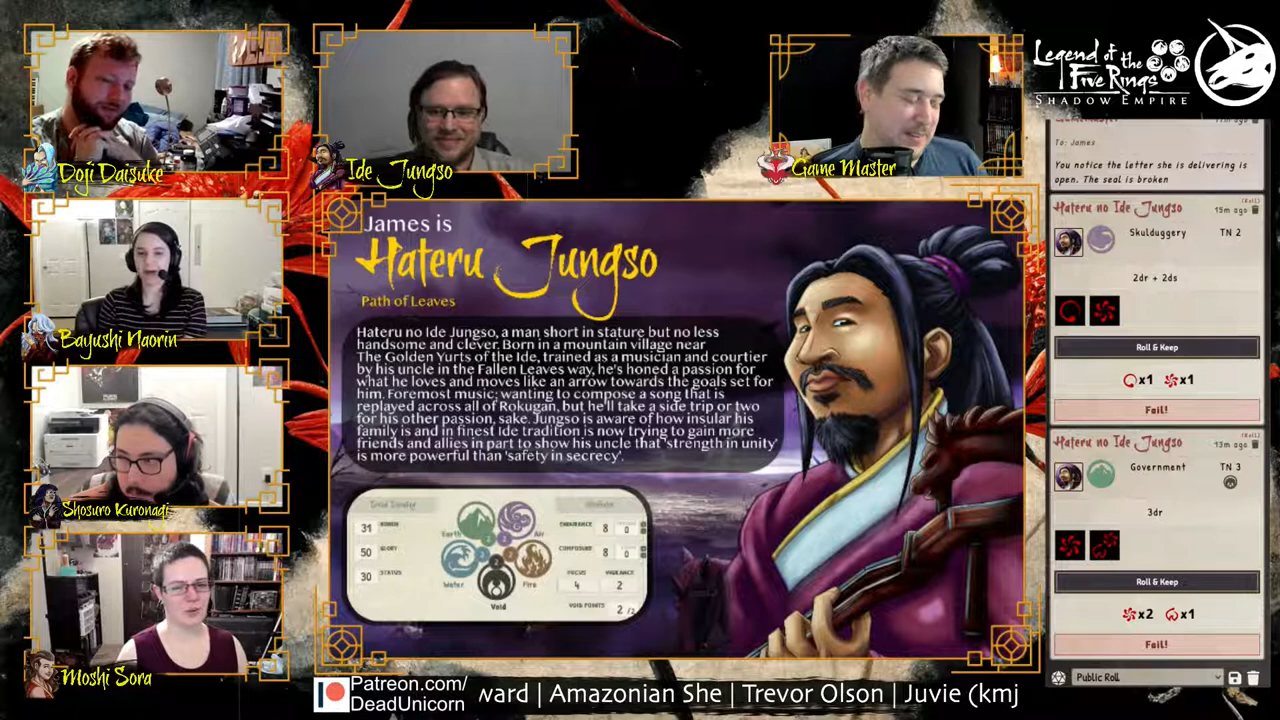 Doji Daisuke
Ide Jungso
Game Master
Bayushi Naorin
Shosuro Kuronagi
Moshi Sora
Legend of the
Five Rings
SHADOW EMPIRE
James is
Hateru Jungso
Path of Leaves
Hateru no Ide Jungso, a man short in stature but no less
handsome and clever. Born in a mountain village near
The Golden Yurts of the Ide, trained as a musician and courtier
by his uncle in the Fallen Leaves way, he's honed a passion for
what he loves and moves like an arrow towards the goals set for
him. Foremost music; wanting to compose a song that is
replayed across all of Rokugan, but he'll take a side trip or two
for his other passion, sake. Jungso is aware of how insular his
family is and in finest Ide tradition is now trying to gain more
friends and allies in part to show his uncle that 'strength in unity'
is more powerful than 'safety in secrecy'.
31 HONOR
50 GLORY
30 STATUS
Earth
Air
Water
Fire
Void
ENDURANCE 8 0
COMPOSURE 8 0
FOCUS VIGILANCE
4 2
VOID POINTS 2 /2
To: James
You notice the letter she is delivering is
open. The seal is broken
Hateru no Ide Jungso 15m ago
Skulduggery TN 2
2dr + 2ds
Roll & Keep
x1 x1
Fail!
Hateru no Ide Jungso 13m ago
Government TN 3
3dr
Roll & Keep
x2 x1
Fail!
Public Roll
Patreon.com/
DeadUnicorn
ward | Amazonian She | Trevor Olson | Juvie (kmj